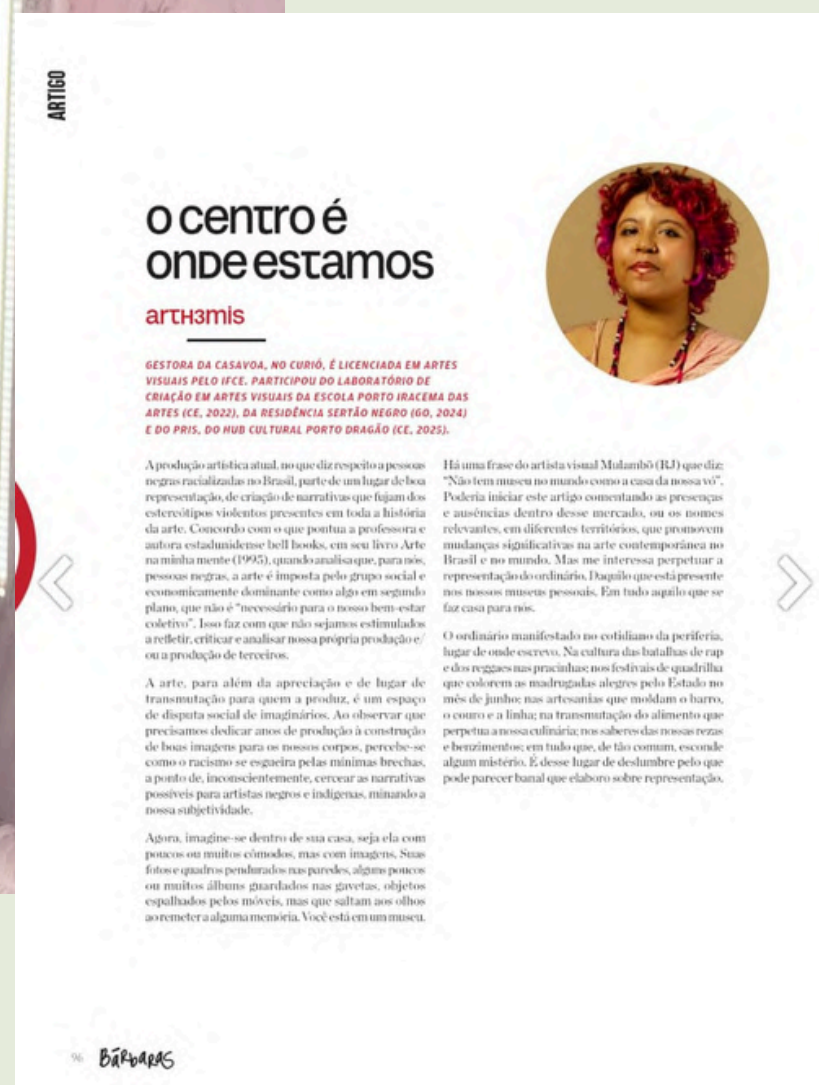 ARTIGO
o centro é
onde estamos
arth3mis
GESTORA DA CASAVOA, NO CURIÓ, É LICENCIADA EM ARTES
VISUAIS PELO IFCE. PARTICIPOU DO LABORATÓRIO DE
CRIAÇÃO EM ARTES VISUAIS DA ESCOLA PORTO IRACEMA DAS
ARTES (CE, 2022), DA RESIDÊNCIA SERTÃO NEGRO (GO, 2024)
E DO PRIS, DO HUB CULTURAL PORTO DRAGÃO (CE, 2025).
A produção artística atual, no que diz respeito a pessoas
negras racializadas no Brasil, parte de um lugar de boa
representação, de criação de narrativas que fujam dos
estereótipos violentos presentes em toda a história
da arte. Concordo com o que pontua a professora e
autora estadunidense bell hooks, em seu livro Arte
na minha mente (1995), quando analisa que, para nós,
pessoas negras, a arte é imposta pelo grupo social e
economicamente dominante como algo em segundo
plano, que não é "necessário para o nosso bem-estar
coletivo". Isso faz com que não sejamos estimulados
a refletir, criticar e analisar nossa própria produção e/
ou a produção de terceiros.
A arte, para além da apreciação e de lugar de
transmutação para quem a produz, é um espaço
de disputa social de imaginários. Ao observar que
precisamos dedicar anos de produção à construção
de boas imagens para os nossos corpos, percebe-se
como o racismo se esgueira pelas mínimas brechas,
a ponto de, inconscientemente, cercear as narrativas
possíveis para artistas negros e indígenas, minando a
nossa subjetividade.
Agora, imagine-se dentro de sua casa, seja ela com
poucos ou muitos cômodos, mas com imagens. Suas
fotos e quadros pendurados nas paredes, alguns poucos
ou muitos álbuns guardados nas gavetas, objetos
espalhados pelos móveis, mas que saltam aos olhos
ao remeter a alguma memória. Você está em um museu.
Há uma frase do artista visual Mulambö (RJ) que diz:
"Não tem museu no mundo como a casa da nossa vó".
Poderia iniciar este artigo comentando as presenças
e ausências dentro desse mercado, ou os nomes
relevantes, em diferentes territórios, que promovem
mudanças significativas na arte contemporânea no
Brasil e no mundo. Mas me interessa perpetuar a
representação do ordinário. Daquilo que está presente
nos nossos museus pessoais. Em tudo aquilo que se
faz casa para nós.
O ordinário manifestado no cotidiano da periferia,
lugar de onde escrevo. Na cultura das batalhas de rap
e dos reggaes nas pracinhas; nos festivais de quadrilha
que colorem as madrugadas alegres pelo Estado no
mês de junho; nas artesanias que moldam o barro,
o couro e a linha; na transmutação do alimento que
perpetua a nossa culinária; nos saberes das nossas rezas
e benzimentos; em tudo que, de tão comum, esconde
algum mistério. É desse lugar de deslumbre pelo que
pode parecer banal que elaboro sobre representação.
96 Bárbaras